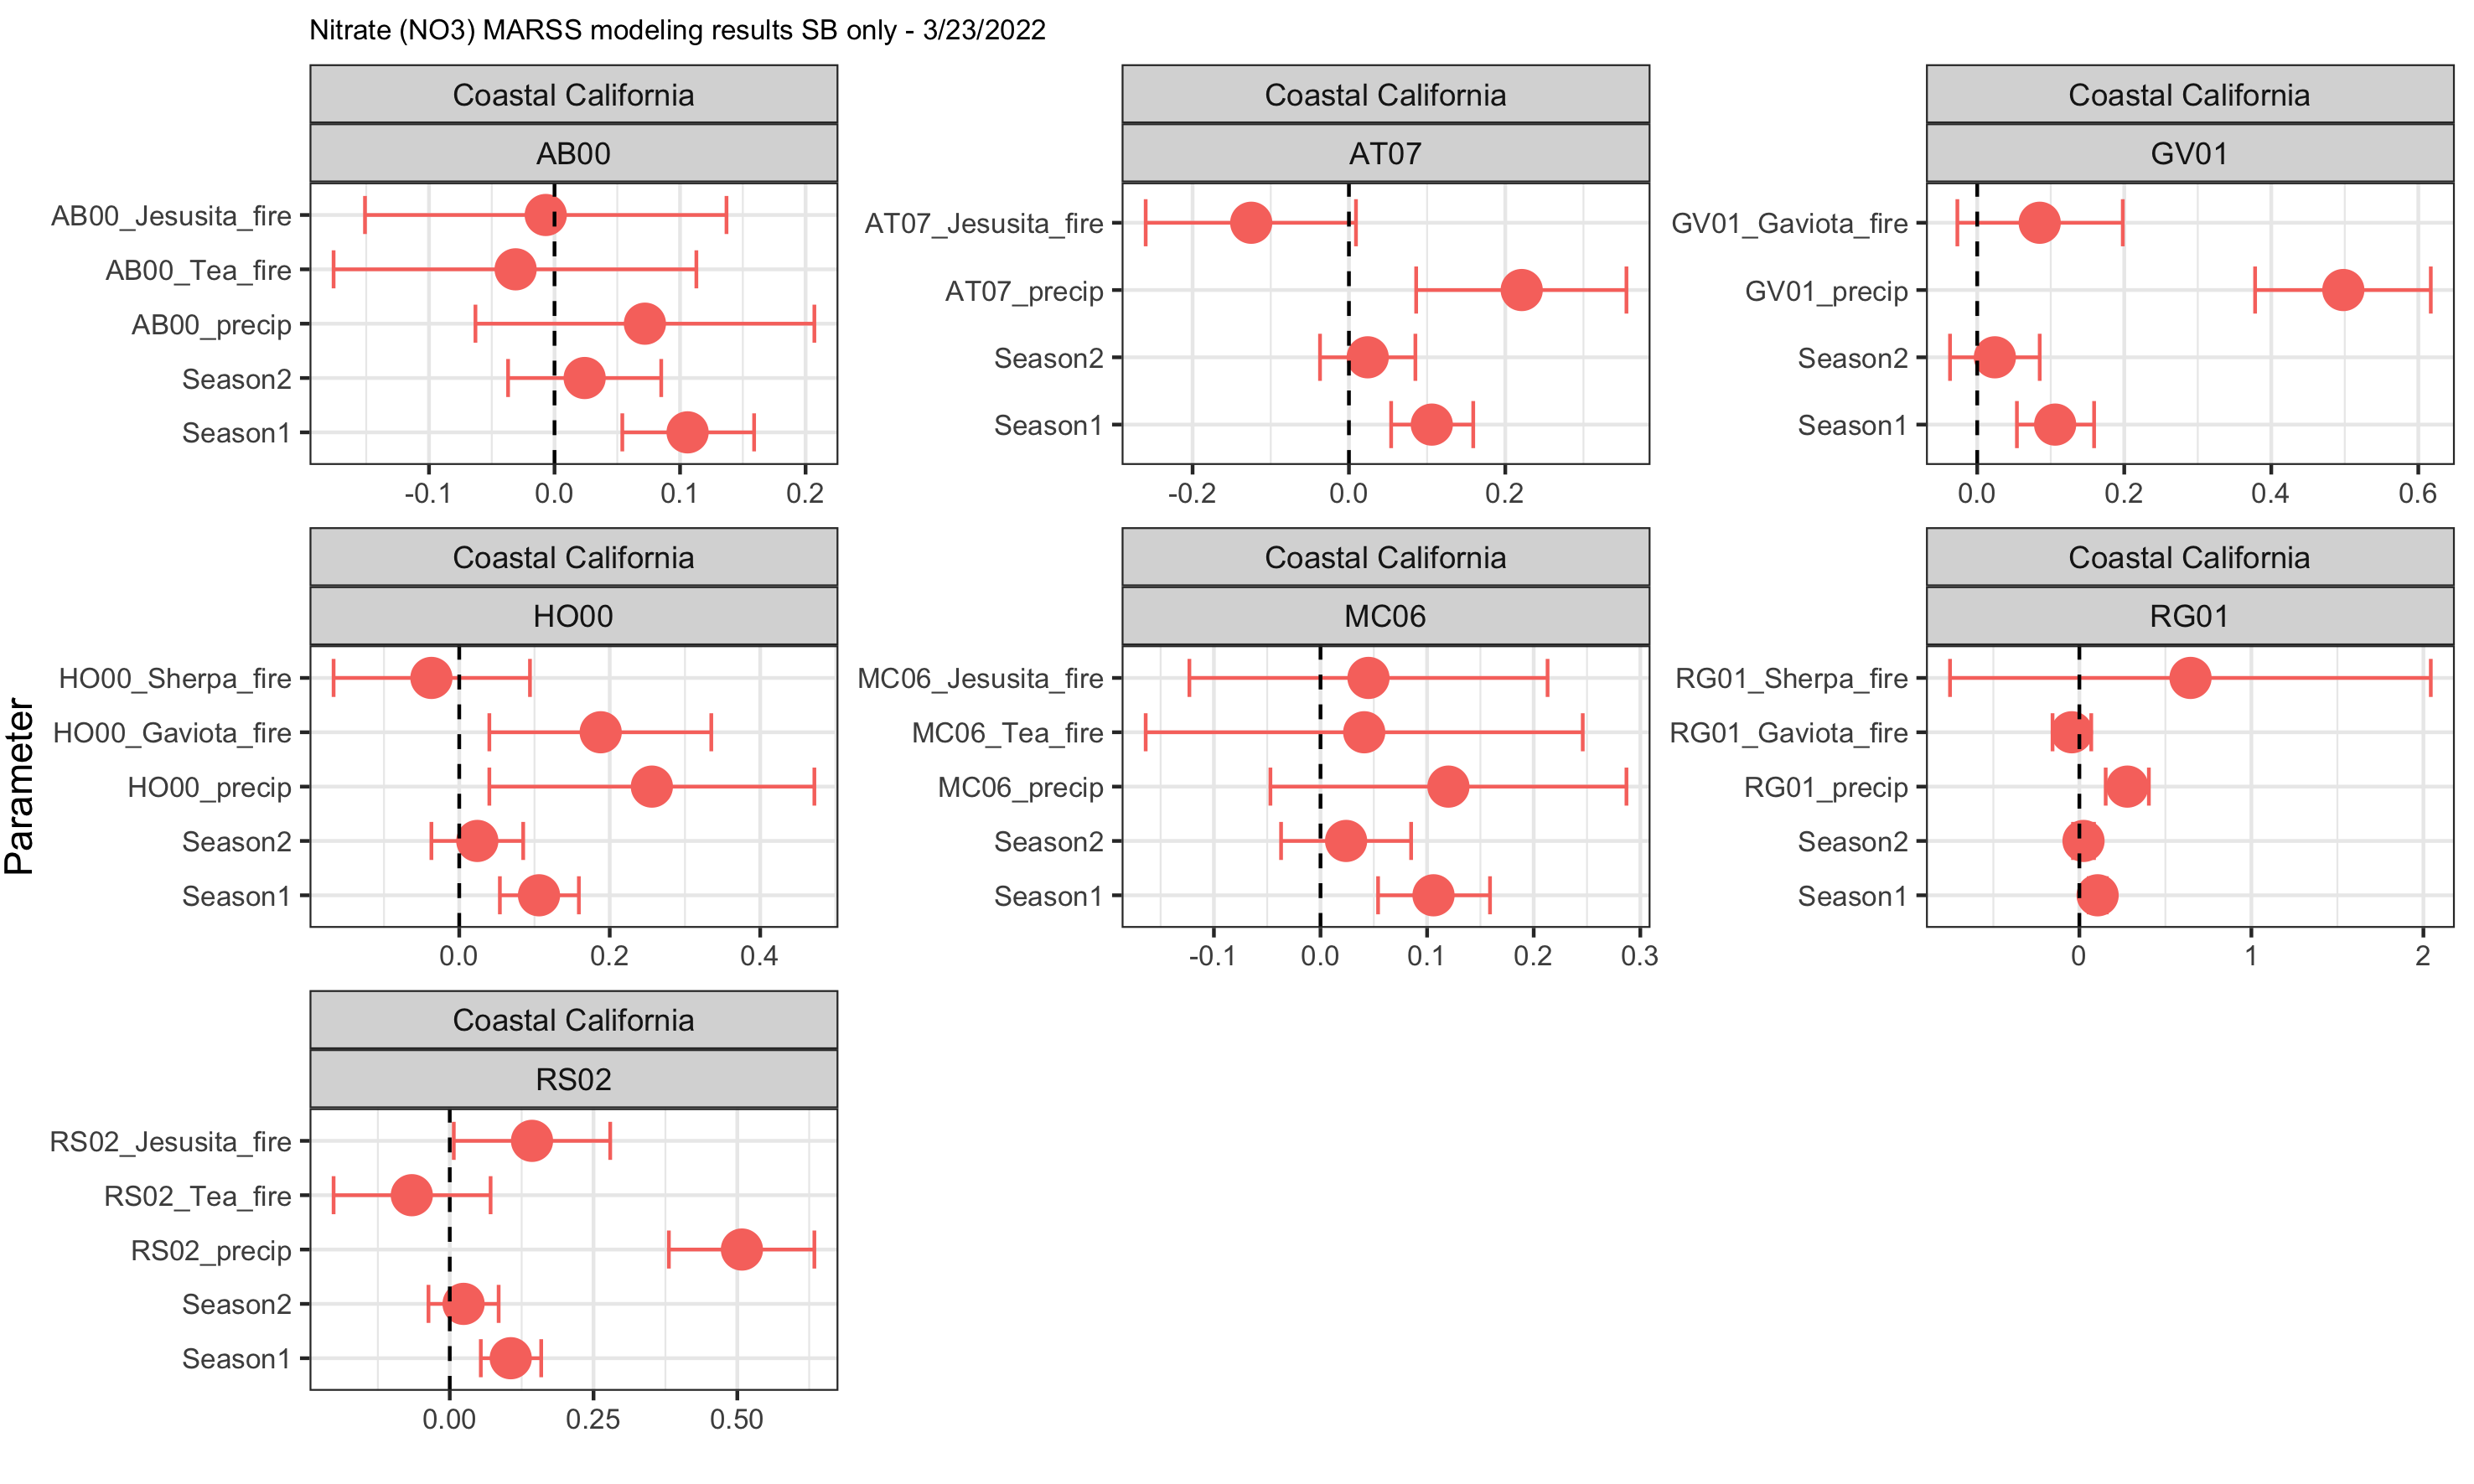 Nitrate (NO3) MARSS modeling results SB only - 3/23/2022
Parameter
Coastal California
AB00
AB00_Jesusita_fire
AB00_Tea_fire
AB00_precip
Season2
Season1
-0.1 0.0 0.1 0.2
Coastal California
AT07
AT07_Jesusita_fire
AT07_precip
Season2
Season1
-0.2 0.0 0.2
Coastal California
GV01
GV01_Gaviota_fire
GV01_precip
Season2
Season1
0.0 0.2 0.4 0.6
Coastal California
HO00
HO00_Sherpa_fire
HO00_Gaviota_fire
HO00_precip
Season2
Season1
0.0 0.2 0.4
Coastal California
MC06
MC06_Jesusita_fire
MC06_Tea_fire
MC06_precip
Season2
Season1
-0.1 0.0 0.1 0.2 0.3
Coastal California
RG01
RG01_Sherpa_fire
RG01_Gaviota_fire
RG01_precip
Season2
Season1
0 1 2
Coastal California
RS02
RS02_Jesusita_fire
RS02_Tea_fire
RS02_precip
Season2
Season1
0.00 0.25 0.50